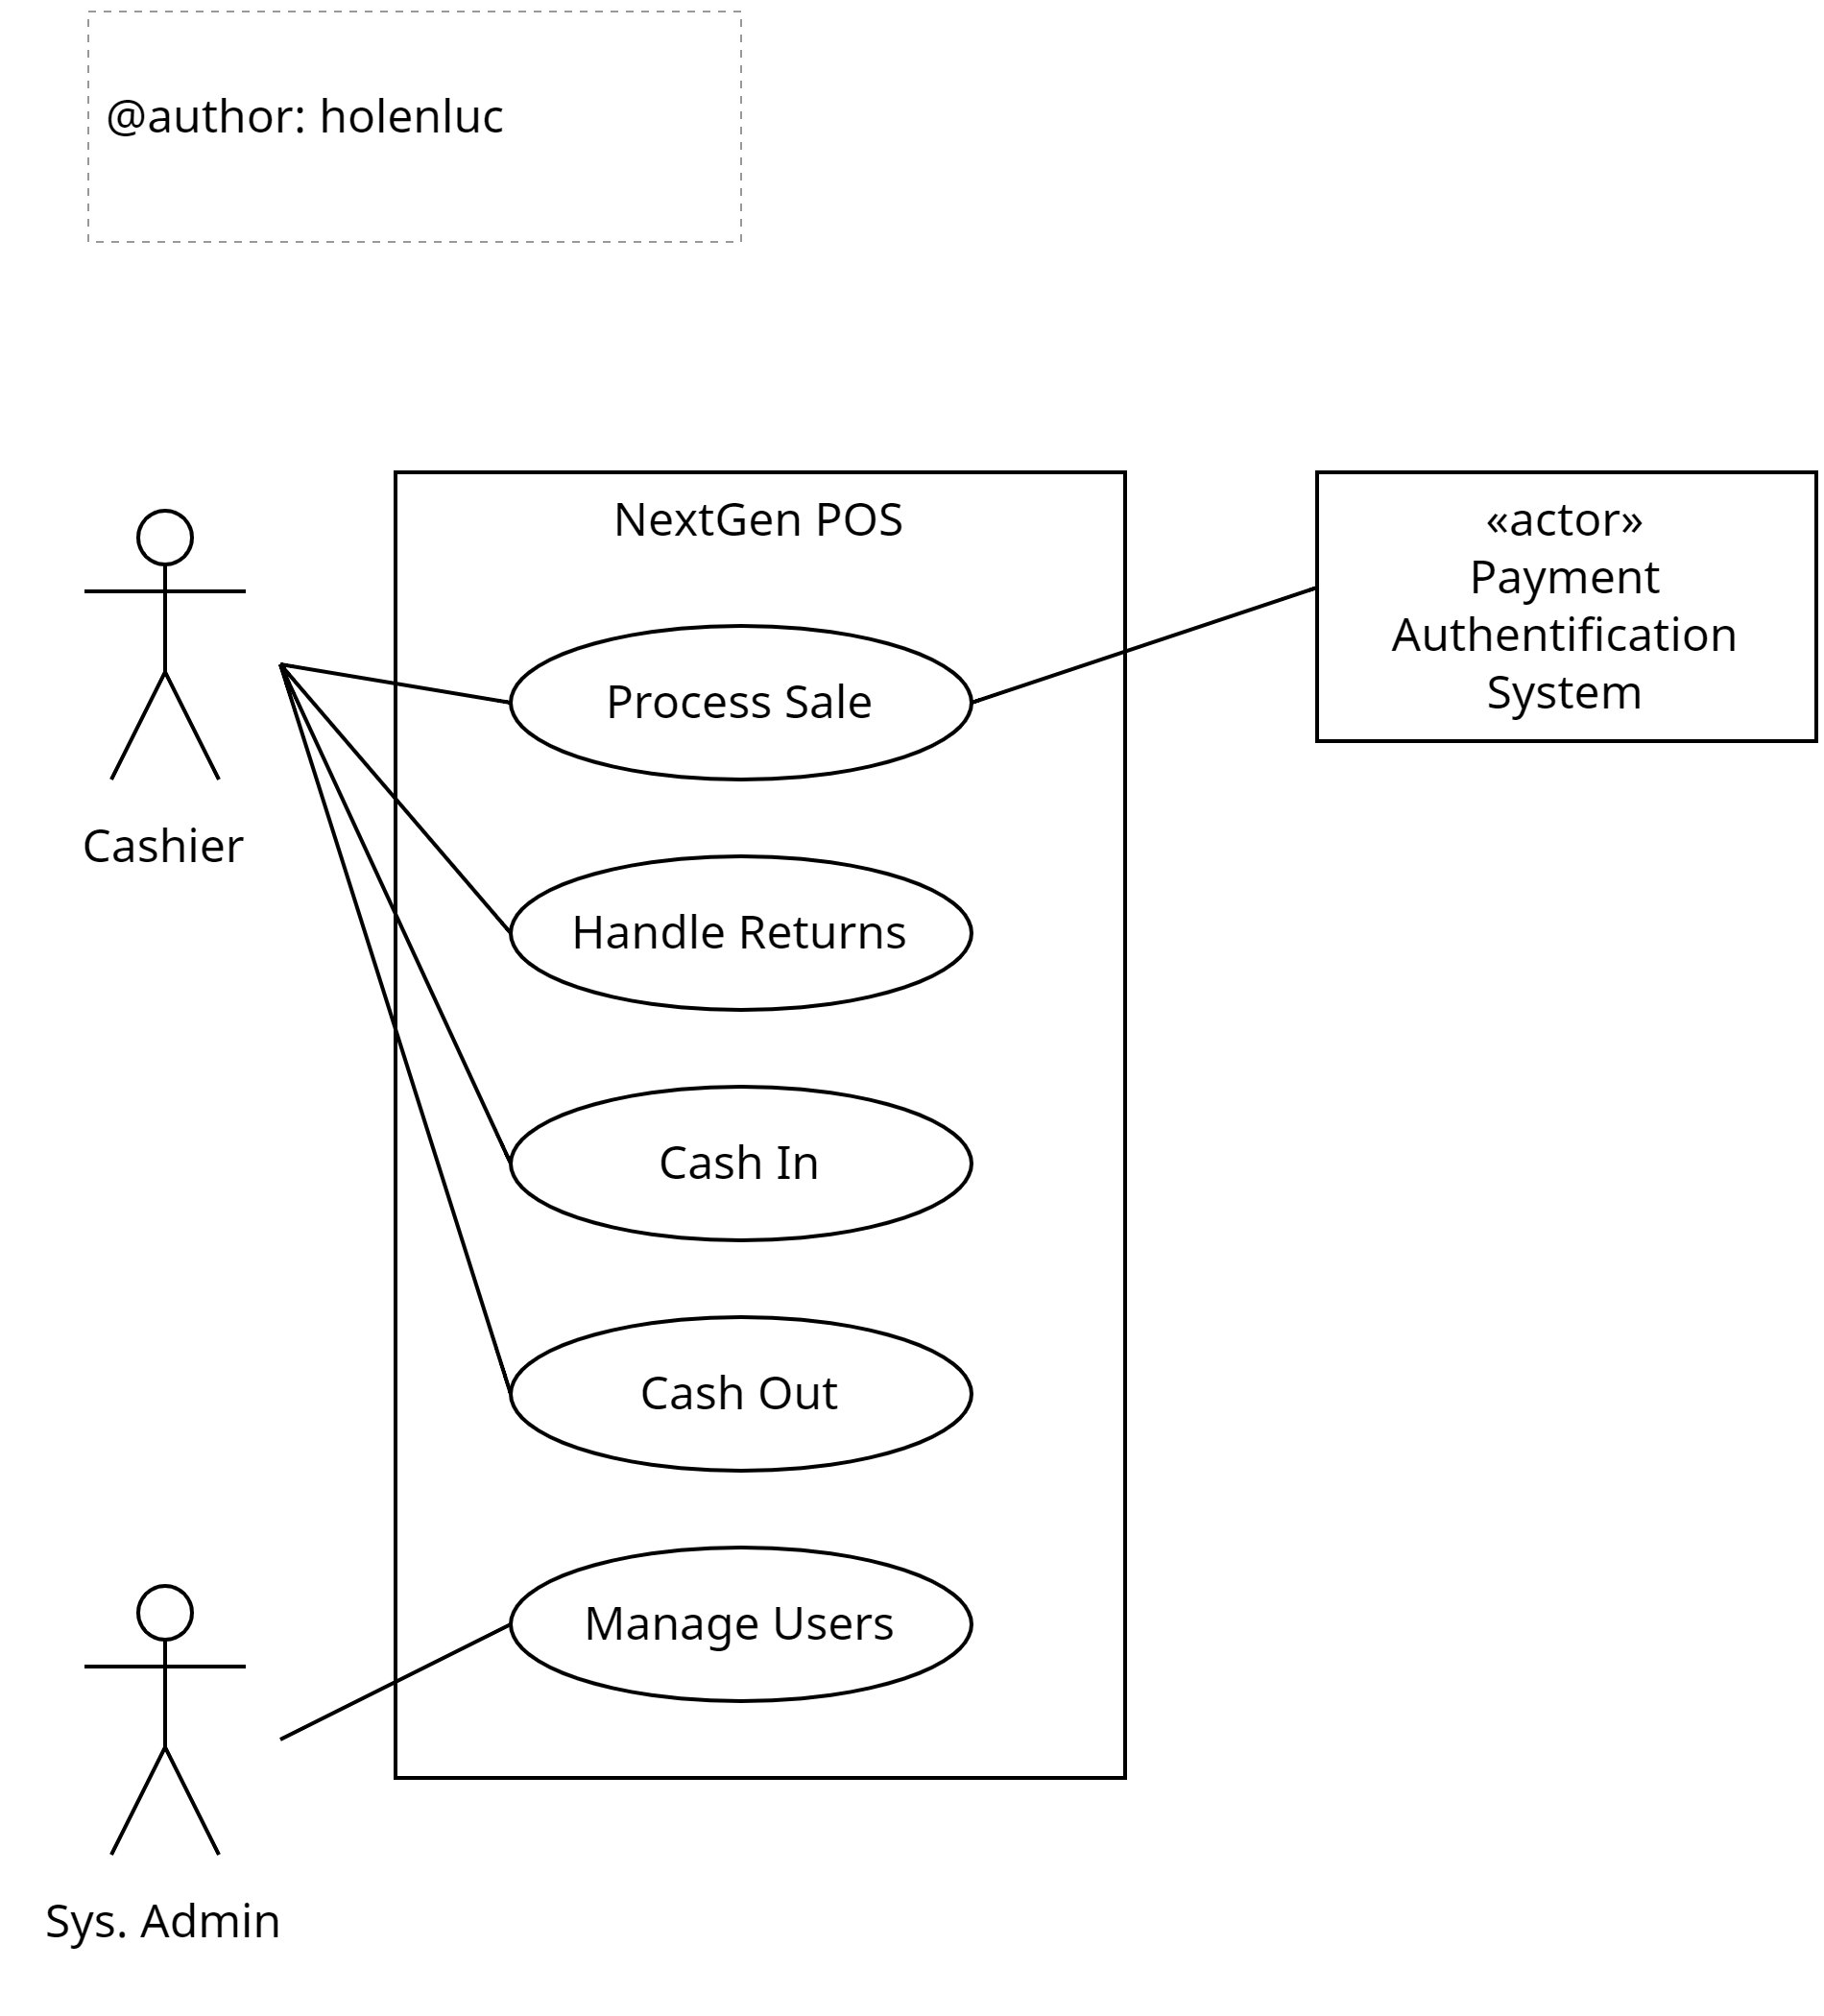 @author: holenluc
NextGen POS
«actor»
Payment
Authentification
System
Process Sale
Cashier
Handle Returns
Cash In
Cash Out
Manage Users
Sys. Admin